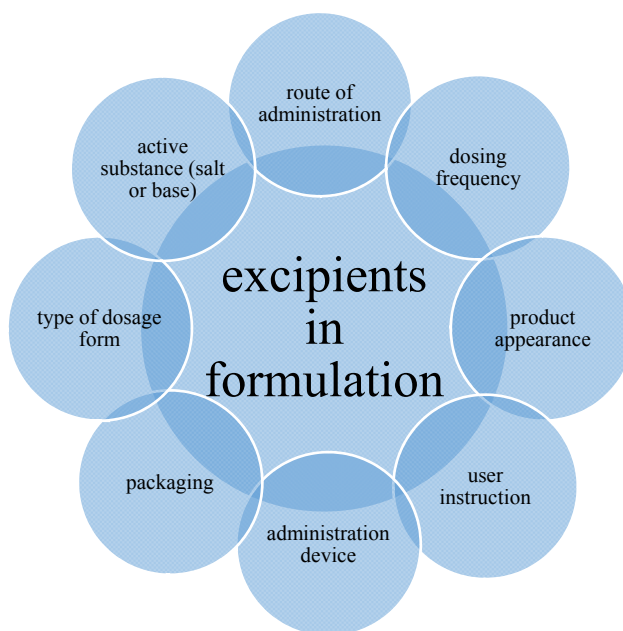 route of
administration
dosing
frequency
product
appearance
user
instruction
administration
device
packaging
type of dosage
form
active
substance (salt
or base)
excipients
in
formulation